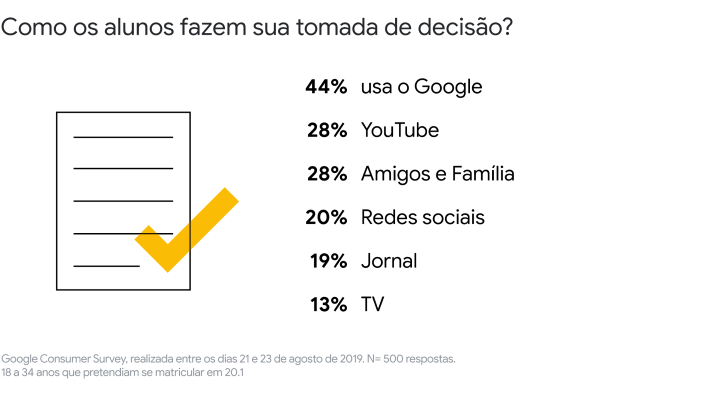 Como os alunos fazem sua tomada de decisão?
44% usa o Google
28% YouTube
28% Amigos e Família
20% Redes sociais
19% Jornal
13% TV
Google Consumer Survey, realizada entre os dias 21 e 23 de agosto de 2019. N= 500 respostas.
18 a 34 anos que pretendiam se matricular em 20.1